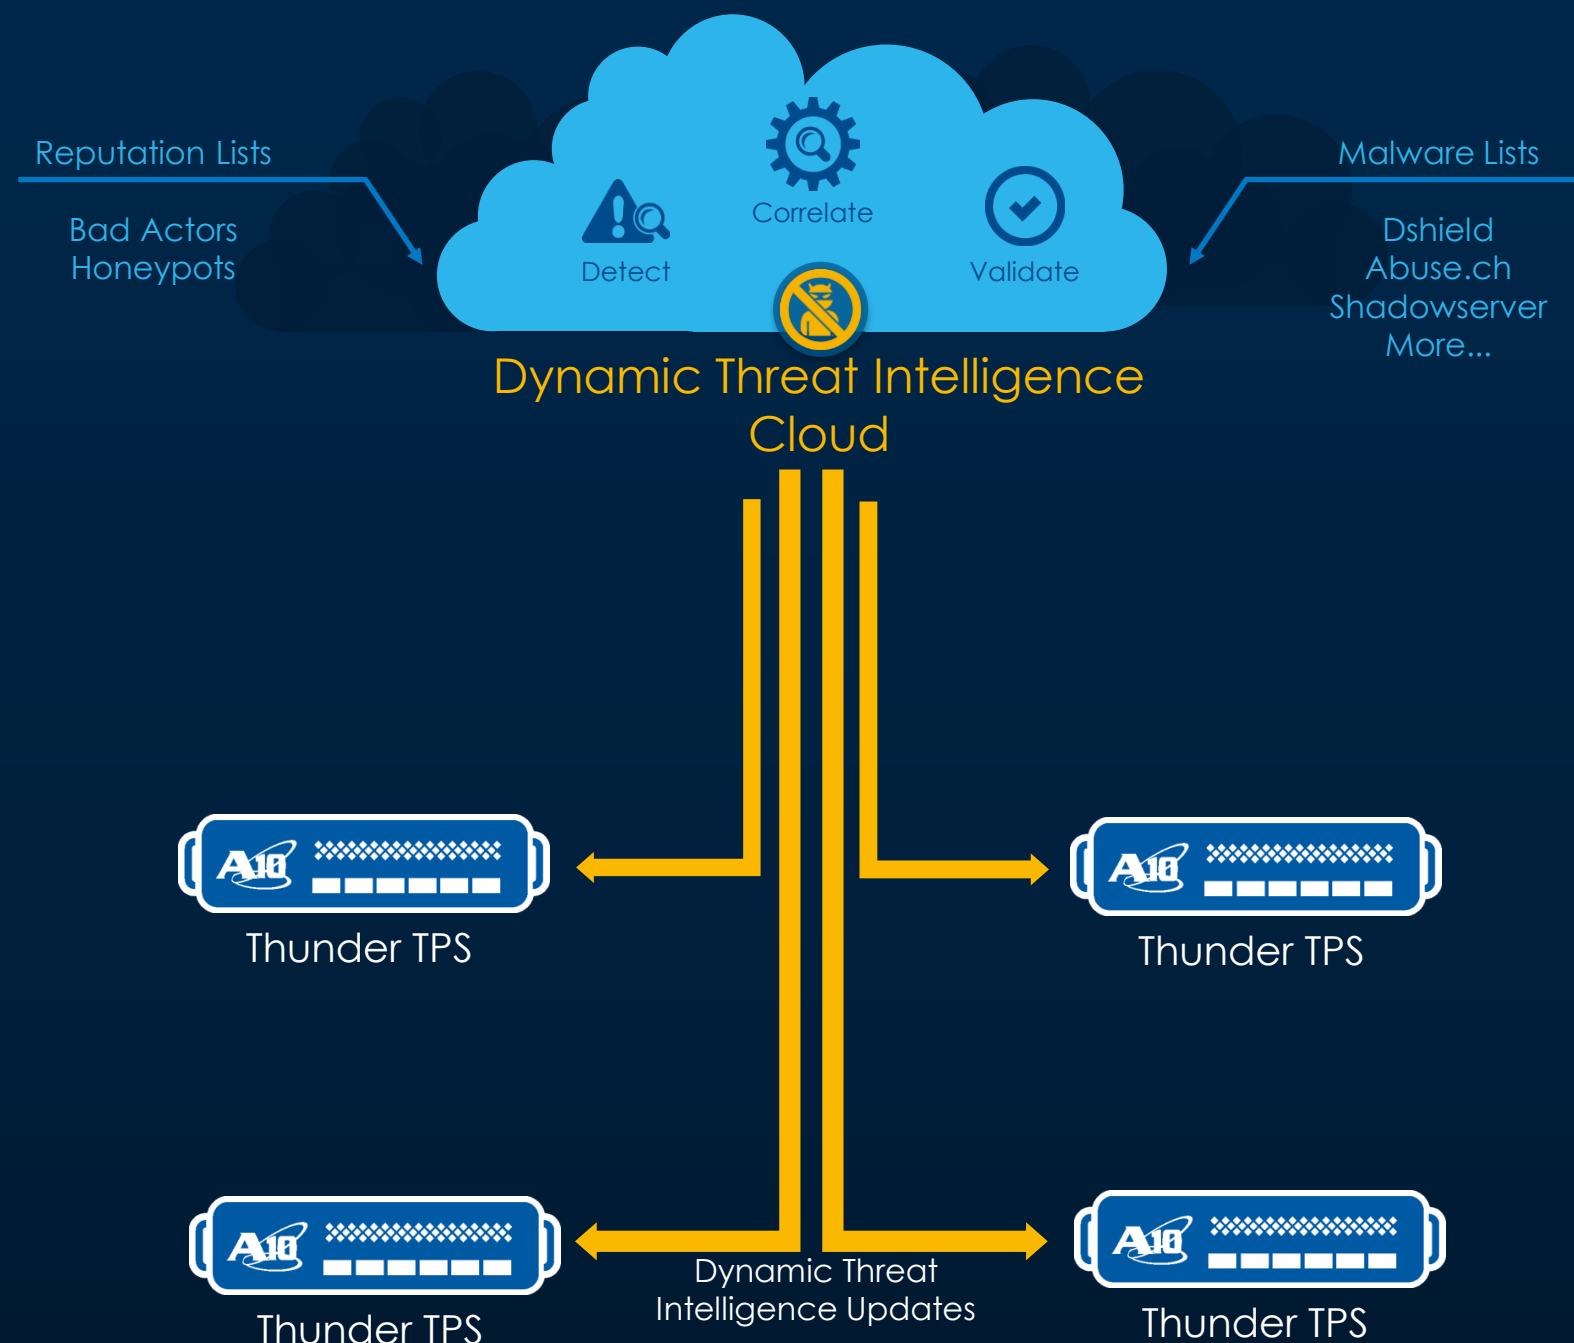 Reputation Lists
Bad Actors
Honeypots
Correlate
Detect
Validate
Malware Lists
Dshield
Abuse.ch
Shadowserver
More...
Dynamic Threat Intelligence
Cloud
A10
Thunder TPS
A10
Thunder TPS
A10
Thunder TPS
Dynamic Threat
Intelligence Updates
A10
Thunder TPS